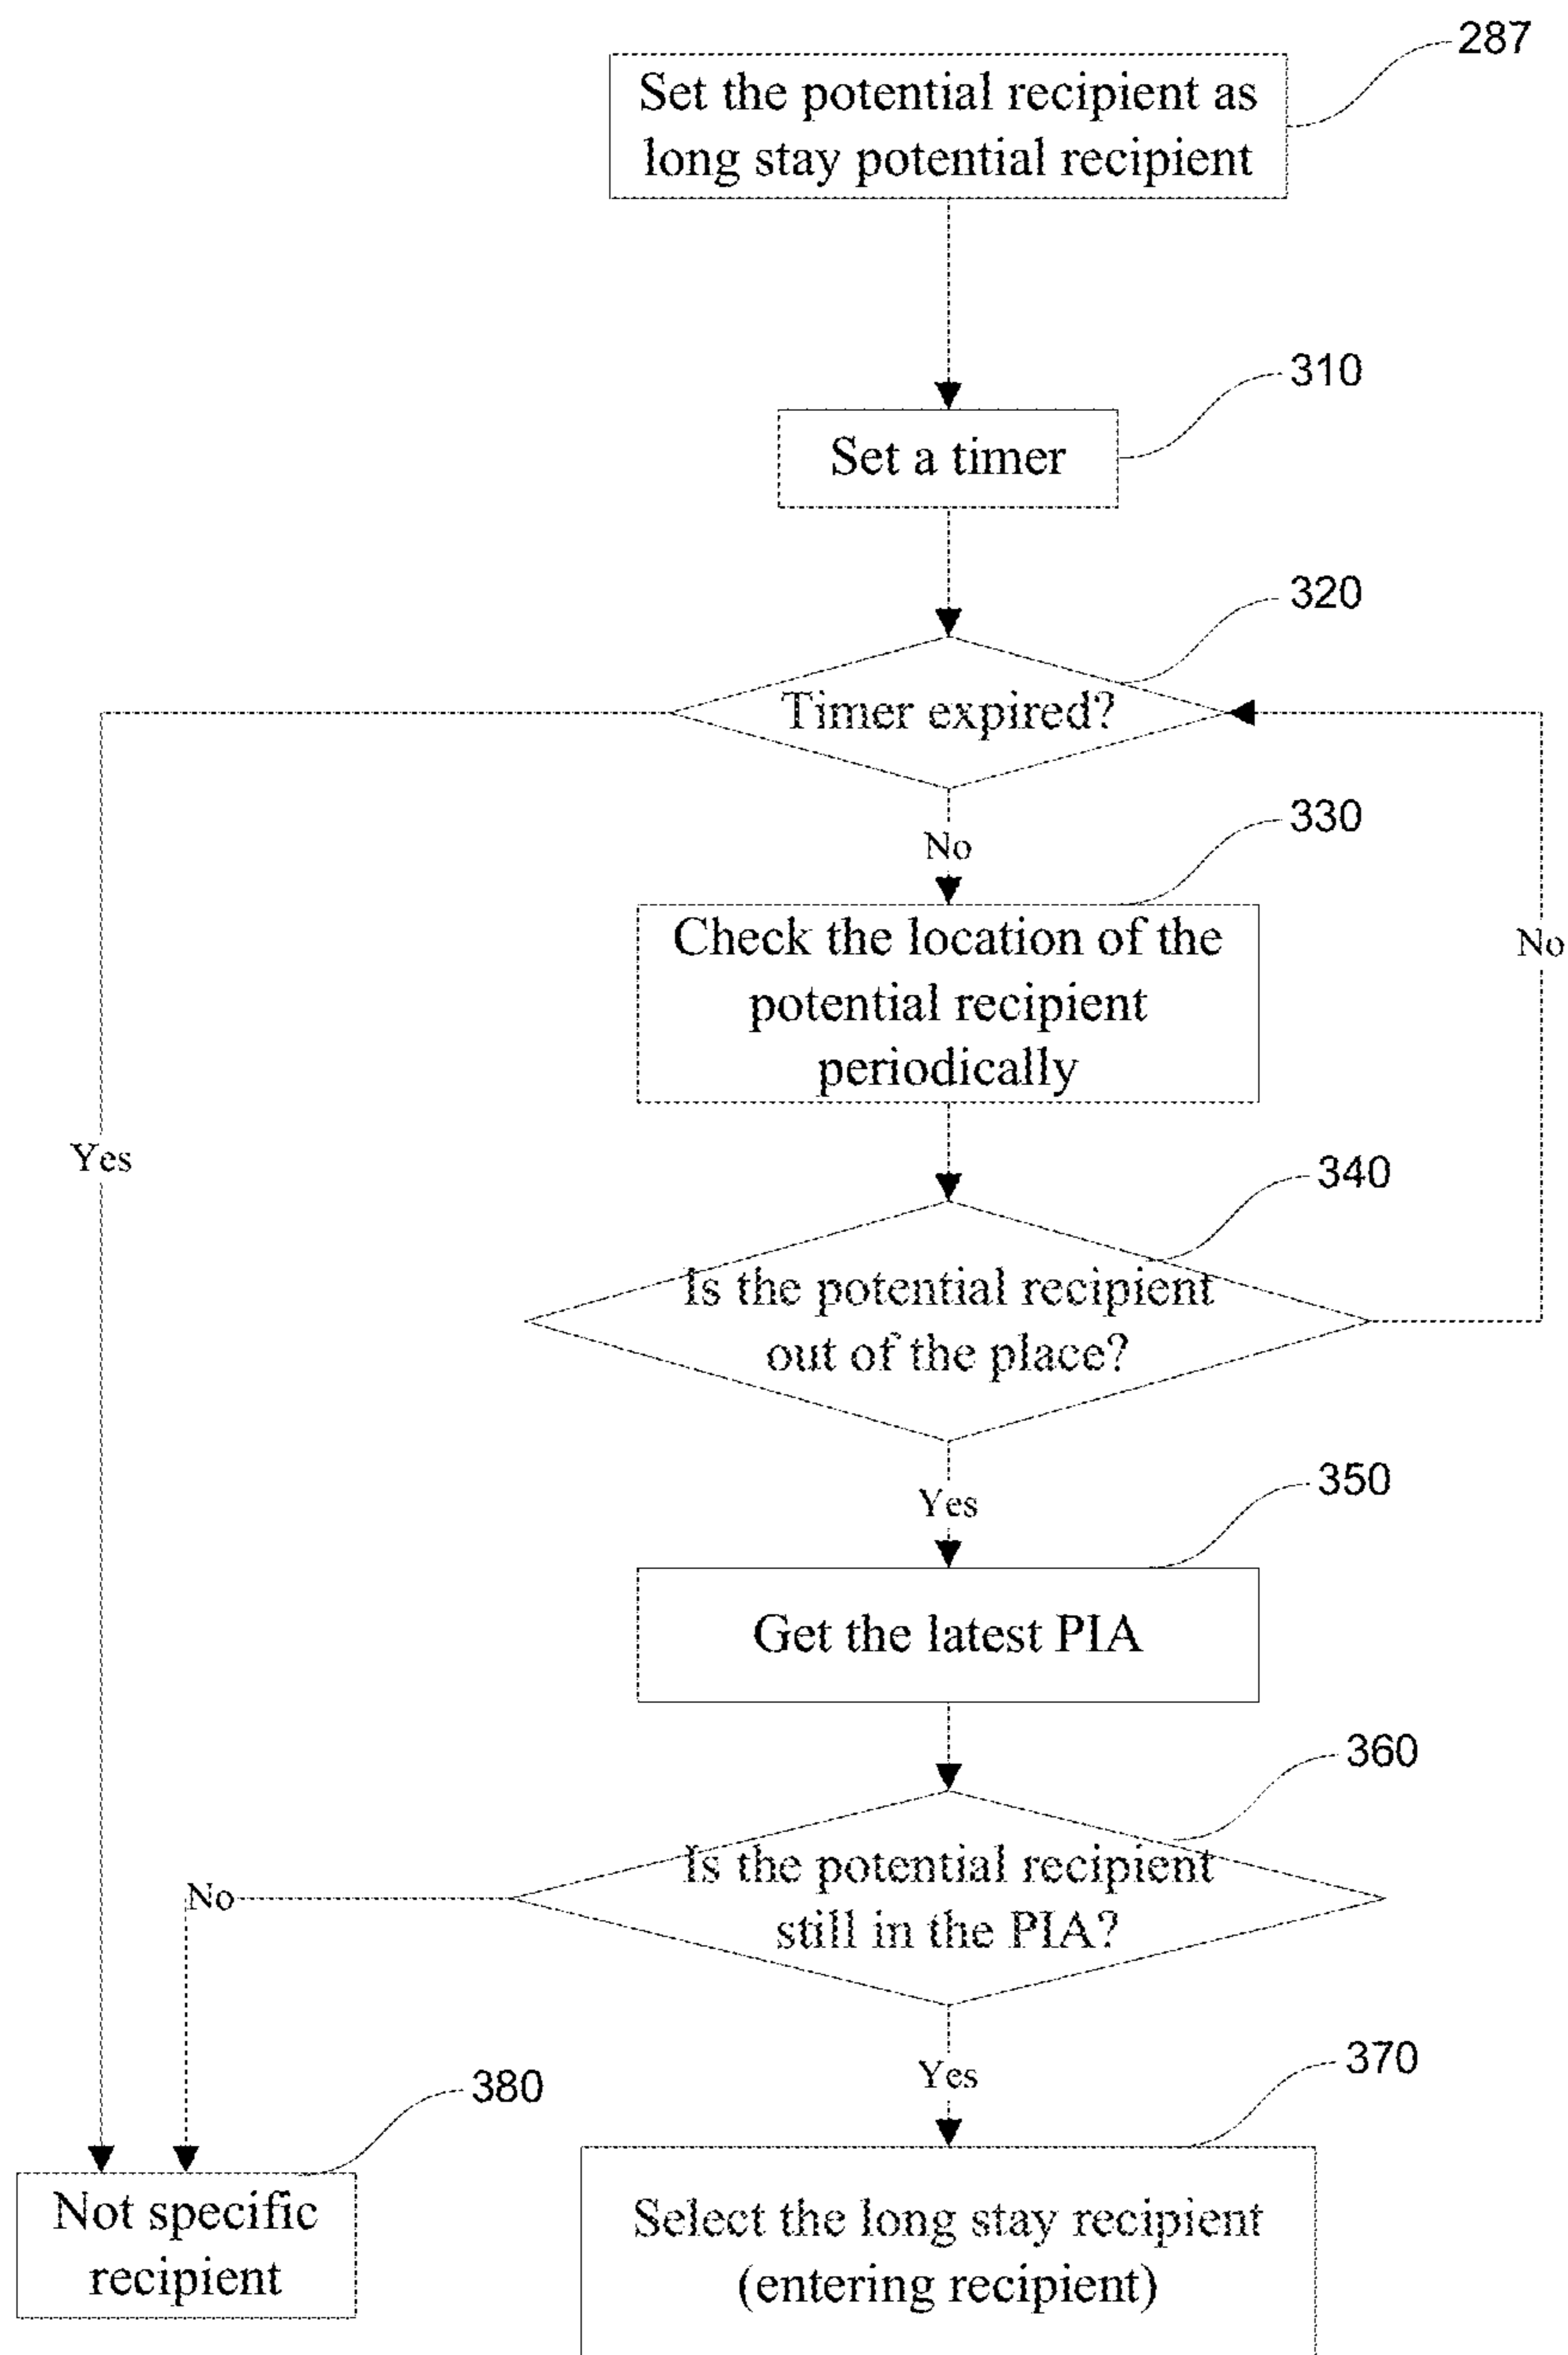 287
Set the potential recipient as
long stay potential recipient
310
Set a timer
320
Timer expired?
No
330
Check the location of the
potential recipient
periodically
No
Yes
340
Is the potential recipient
out of the place?
Yes
350
Get the latest PIA
360
Is the potential recipient
still in the PIA?
No
Yes
370
380
Not specific
recipient
Select the long stay recipient
(entering recipient)